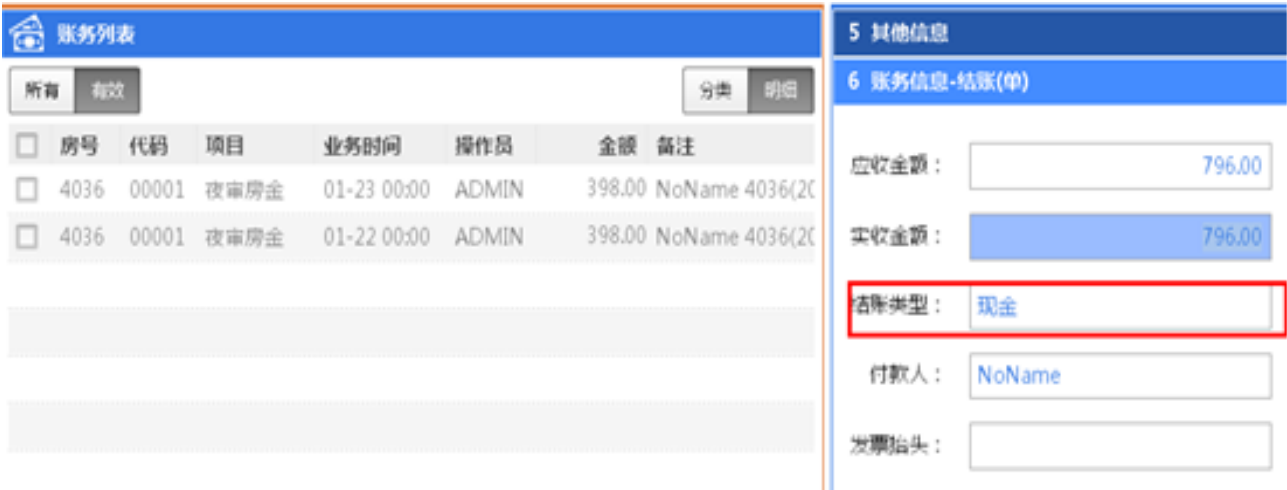 账务列表
所有 有效
分类 明细
房号 代码 项目 业务时间 操作员 金额 备注
4036 00001 夜审房金 01-23 00:00 ADMIN 398.00 NoName 4036(20
4036 00001 夜审房金 01-22 00:00 ADMIN 398.00 NoName 4036(20
5 其他信息
6 账务信息-结账(单)
应收金额： 796.00
实收金额： 796.00
结账类型： 现金
付款人： NoName
发票抬头：